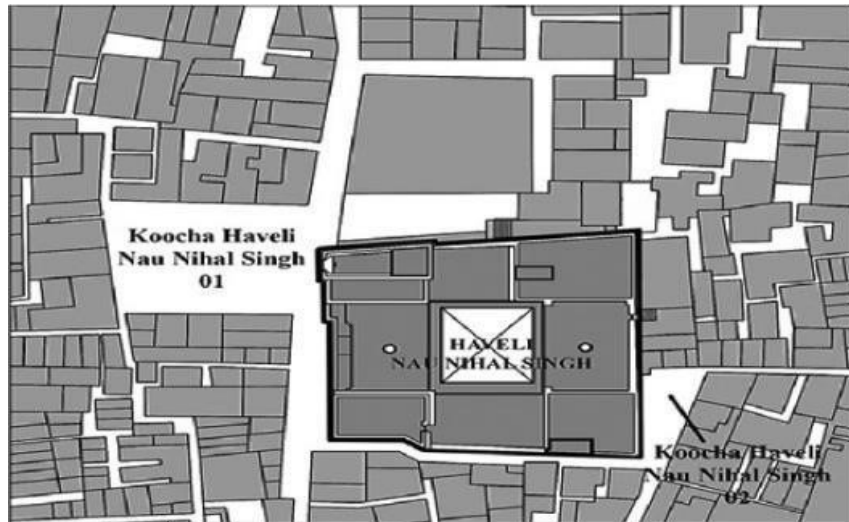 Koocha Haveli
Nau Nihal Singh
01
HAVELI
NAU NIHAL SINGH
Koocha Haveli
Nau Nihal Singh
02